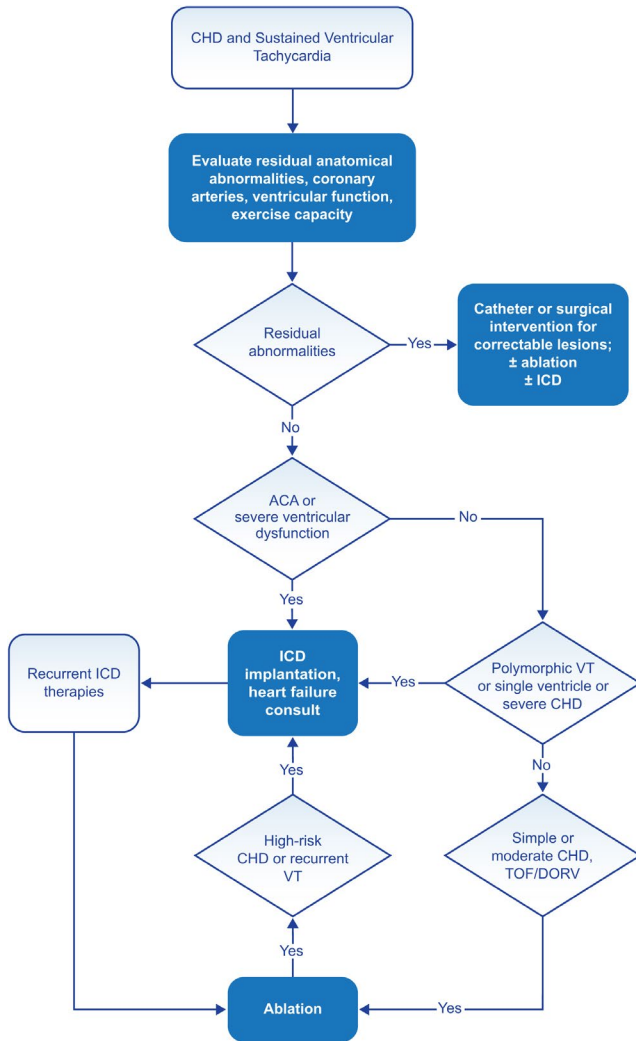 CHD and Sustained Ventricular
Tachycardia
Evaluate residual anatomical
abnormalities, coronary
arteries, ventricular function,
exercise capacity
Residual
abnormalities
Yes
Catheter or surgical
intervention for
correctable lesions;
± ablation
± ICD
No
ACA or
severe ventricular
dysfunction
No
Yes
Recurrent ICD
therapies
ICD
implantation,
heart failure
consult
Yes
Polymorphic VT
or single ventricle or
severe CHD
Yes
No
High-risk
CHD or recurrent
VT
Simple or
moderate CHD,
TOF/DORV
Yes
Ablation
Yes